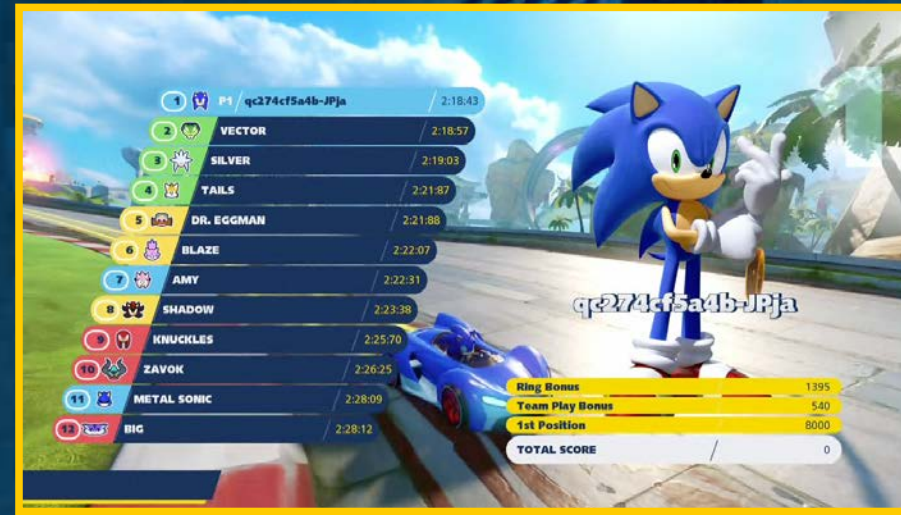 1 P1 qc274cf5a4b-JPja 2:18:43
2 VECTOR 2:18:57
3 SILVER 2:19:03
4 TAILS 2:21:87
5 DR. EGGMAN 2:21:88
6 BLAZE 2:22:07
7 AMY 2:22:31
8 SHADOW 2:23:38
9 KNUCKLES 2:25:70
10 ZAVOK 2:26:25
11 METAL SONIC 2:28:09
12 BIG 2:28:12
qc274cf5a4b-JPja
Ring Bonus 1395
Team Play Bonus 540
1st Position 8000
TOTAL SCORE 0